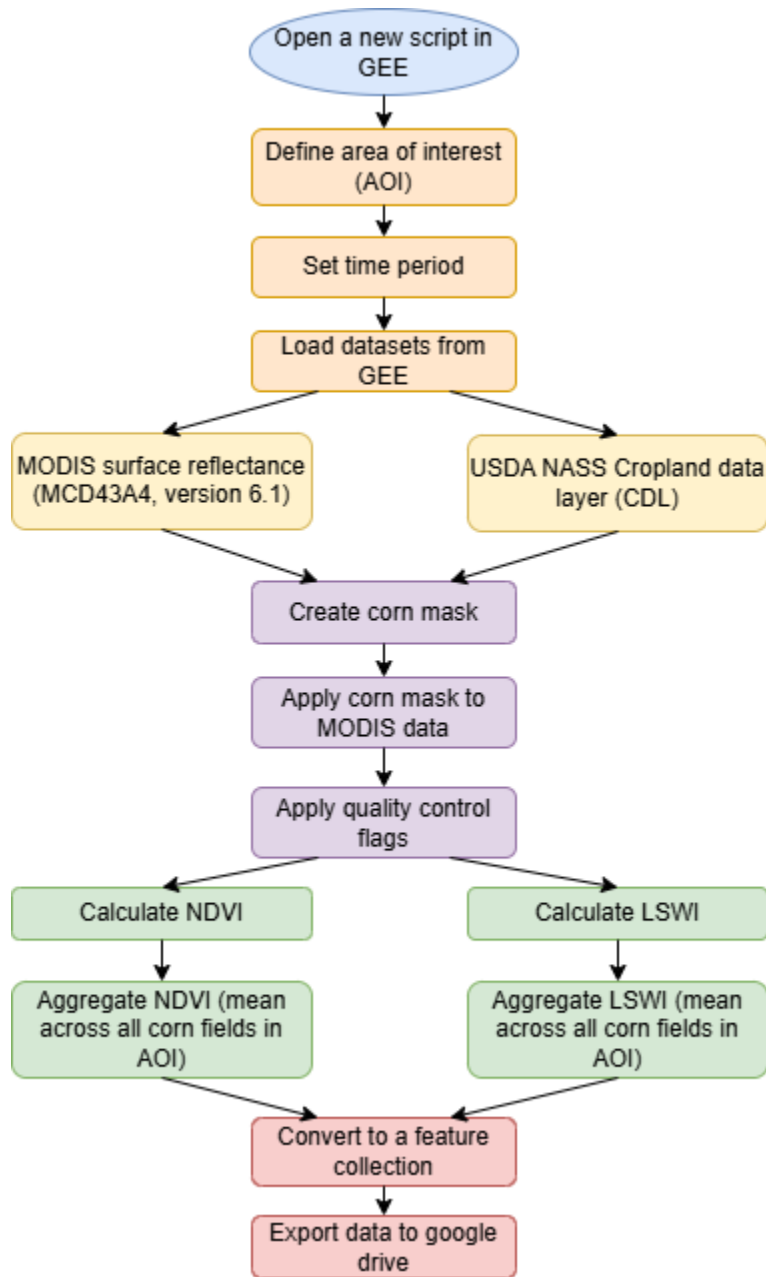 Open a new script in
GEE
Define area of interest
(AOI)
Set time period
Load datasets from
GEE
MODIS surface reflectance
(MCD43A4, version 6.1)
USDA NASS Cropland data
layer (CDL)
Create corn mask
Apply corn mask to
MODIS data
Apply quality control
flags
Calculate NDVI
Calculate LSWI
Aggregate NDVI (mean
across all corn fields in
AOI)
Aggregate LSWI (mean
across all corn fields in
AOI)
Convert to a feature
collection
Export data to google
drive